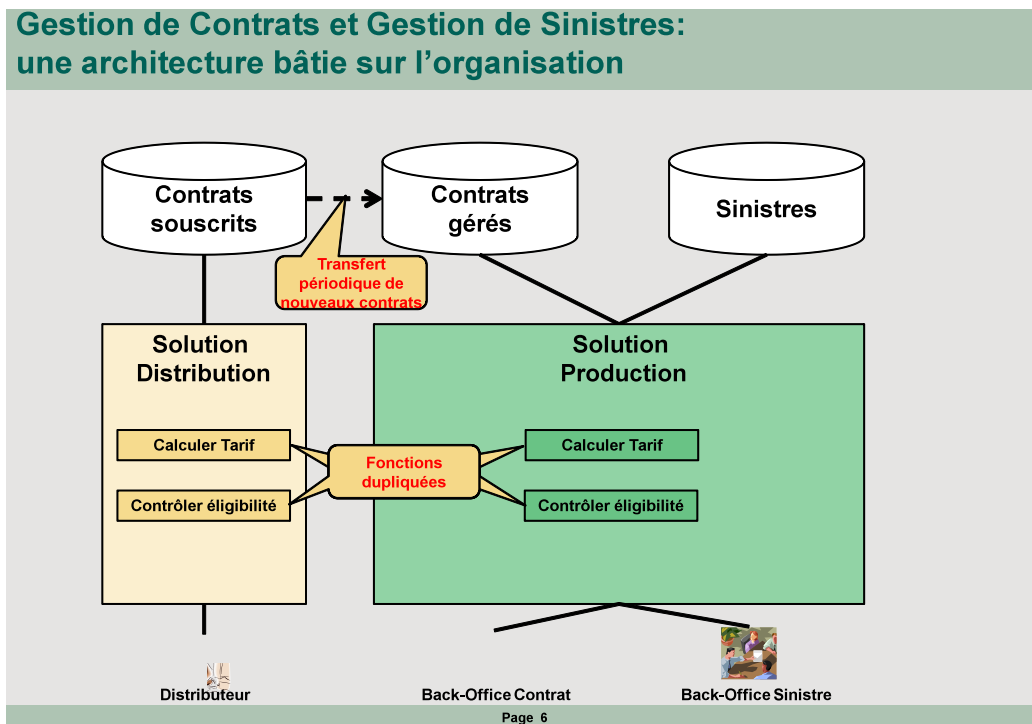 Gestion de Contrats et Gestion de Sinistres:
une architecture bâtie sur l’organisation
Contrats
souscrits
Contrats
gérés
Sinistres
Transfert
périodique de
nouveaux contrats
Solution
Distribution
Solution
Production
Calculer Tarif
Contrôler éligibilité
Fonctions
dupliquées
Calculer Tarif
Contrôler éligibilité
Distributeur
Back-Office Contrat
Back-Office Sinistre
Page 6